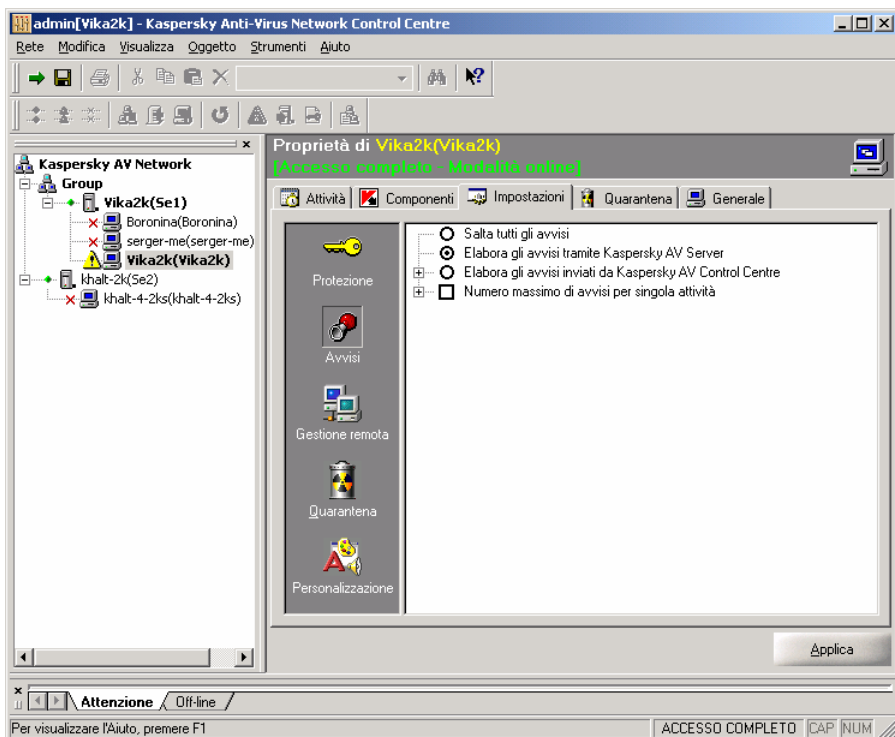 admin[Vika2k] - Kaspersky Anti-Virus Network Control Centre
Rete Modifica Visualizza Oggetto Strumenti Aiuto
Kaspersky AV Network
Group
Vika2k(Se1)
Boronina(Boronina)
serger-me(serger-me)
Vika2k(Vika2k)
khalt-2k(Se2)
khalt-4-2ks(khalt-4-2ks)
Proprietà di Vika2k(Vika2k)
[Accesso completo - Modalità online]
Attività Componenti Impostazioni Quarantena Generale
Protezione
Avvisi
Gestione remota
Quarantena
Personalizzazione
Salta tutti gli avvisi
Elabora gli avvisi tramite Kaspersky AV Server
Elabora gli avvisi inviati da Kaspersky AV Control Centre
Numero massimo di avvisi per singola attività
Applica
Attenzione Off-line
Per visualizzare l'Aiuto, premere F1
ACCESSO COMPLETO CAP NUM